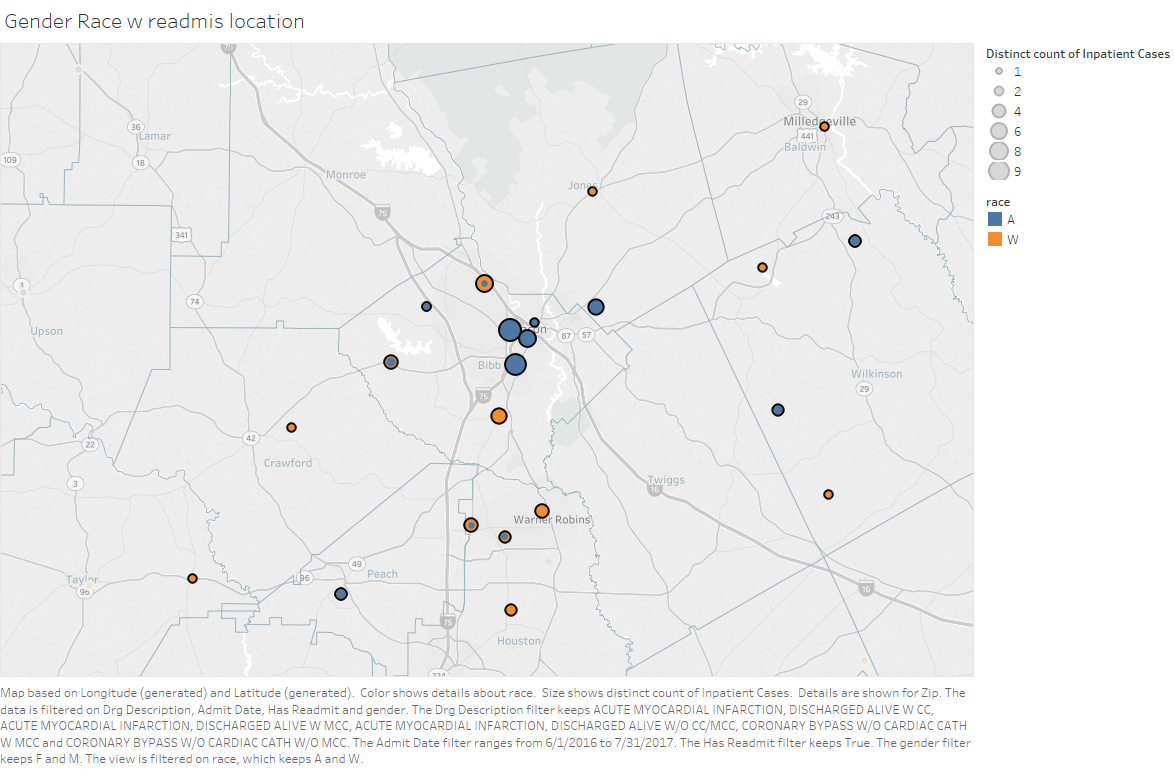 Gender Race w readmis location
Distinct count of Inpatient Cases
1
2
4
6
8
9
race
A
W
75
29
Milledgeville
441
Baldwin
36
Lamar
109
18
Monroe
Jones
75
243
341
3
74
Upson
87
57
Bibb
Wilkinson
29
75
42
22
Crawford
3
Twiggs
16
Warner Robins
49
96
Peach
Taylor
96
16
75
Houston
Map based on Longitude (generated) and Latitude (generated).  Color shows details about race.  Size shows distinct count of Inpatient Cases.  Details are shown for Zip. The
data is filtered on Drg Description, Admit Date, Has Readmit and gender. The Drg Description filter keeps ACUTE MYOCARDIAL INFARCTION, DISCHARGED ALIVE W CC,
ACUTE MYOCARDIAL INFARCTION, DISCHARGED ALIVE W MCC, ACUTE MYOCARDIAL INFARCTION, DISCHARGED ALIVE W/O CC/MCC, CORONARY BYPASS W/O CARDIAC CATH
W MCC and CORONARY BYPASS W/O CARDIAC CATH W/O MCC. The Admit Date filter ranges from 6/1/2016 to 7/31/2017. The Has Readmit filter keeps True. The gender filter
keeps F and M. The view is filtered on race, which keeps A and W.